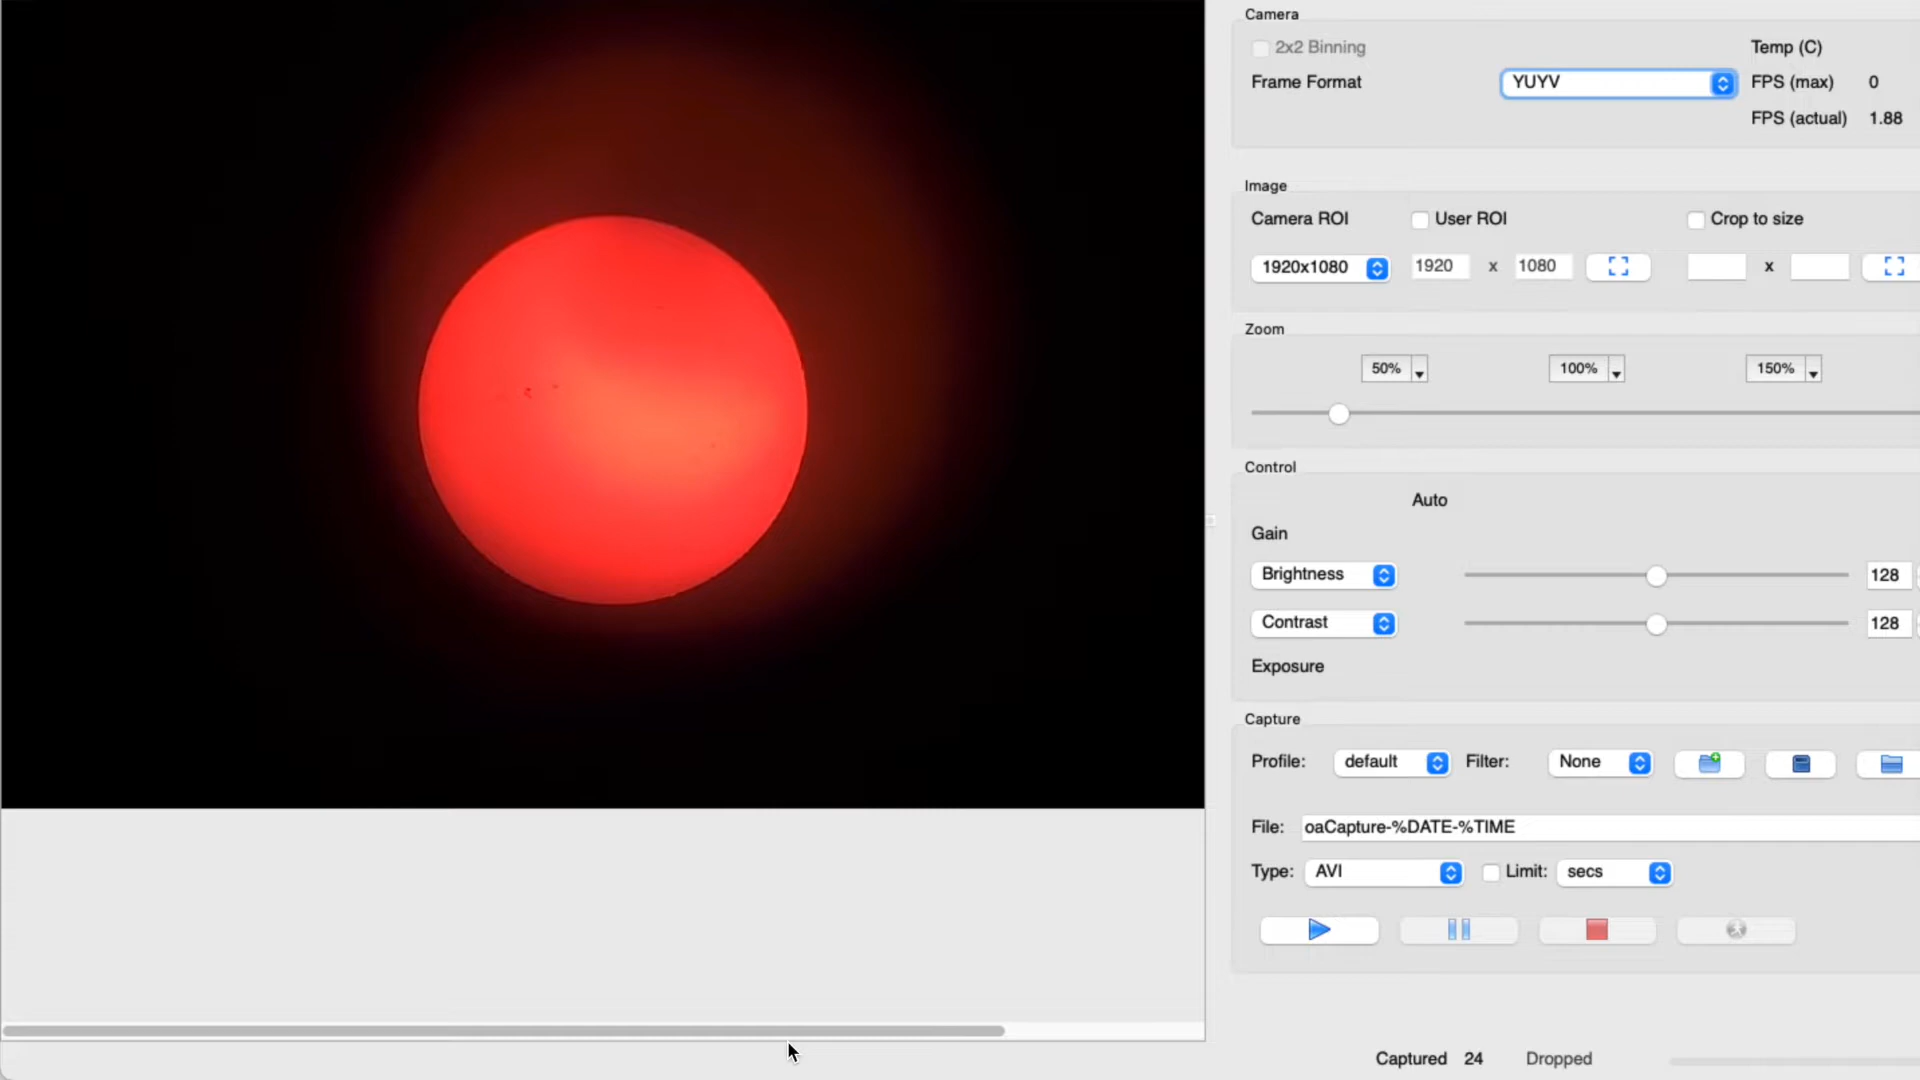 Camera
2x2 Binning Temp (C)
Frame Format YUYV FPS (max) 0
FPS (actual) 1.88
Image
Camera ROI User ROI Crop to size
1920x1080 1920 x 1080 x
Zoom
50% 100% 150%
Control
Auto
Gain
Brightness 128
Contrast 128
Exposure
Capture
Profile: default Filter: None
File: oaCapture-%DATE-%TIME
Type: AVI Limit: secs
Captured 24 Dropped